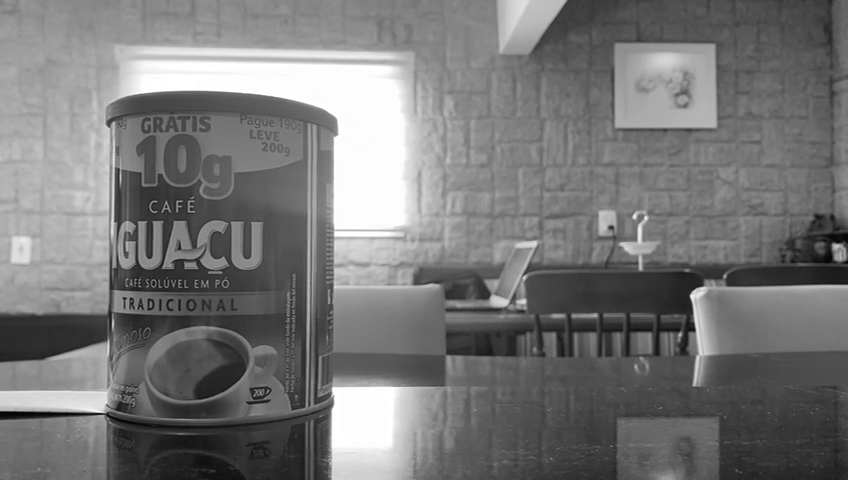 GRATIS
10g
Pague 190g
LEVE
200g
CAFÉ
IGUAÇU
CAFÉ SOLÚVEL EM PÓ
TRADICIONAL
200